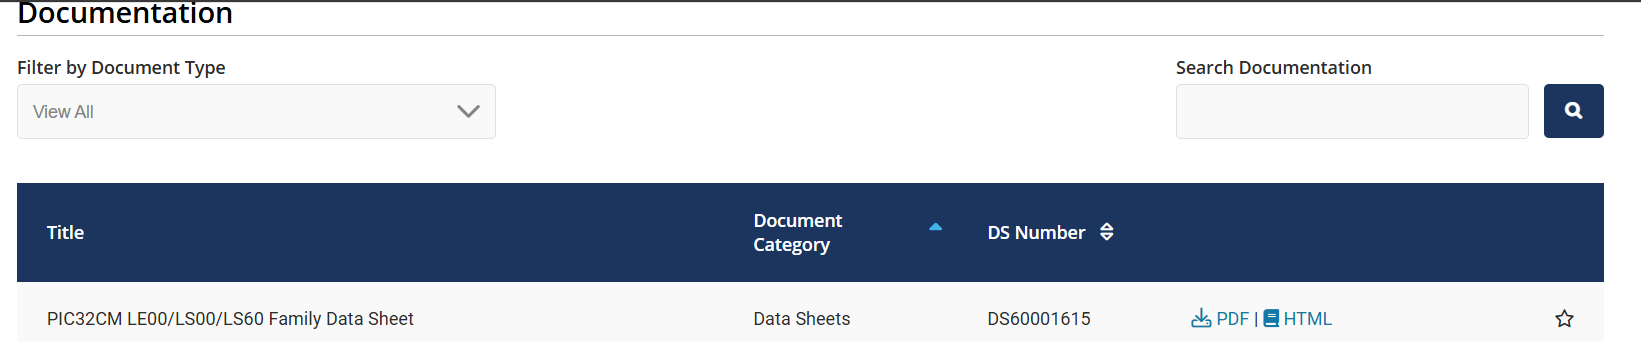 Documentation
Filter by Document Type
Search Documentation
View All
Title
Document
Category
DS Number
PIC32CM LE00/LS00/LS60 Family Data Sheet
Data Sheets
DS60001615
PDF | HTML